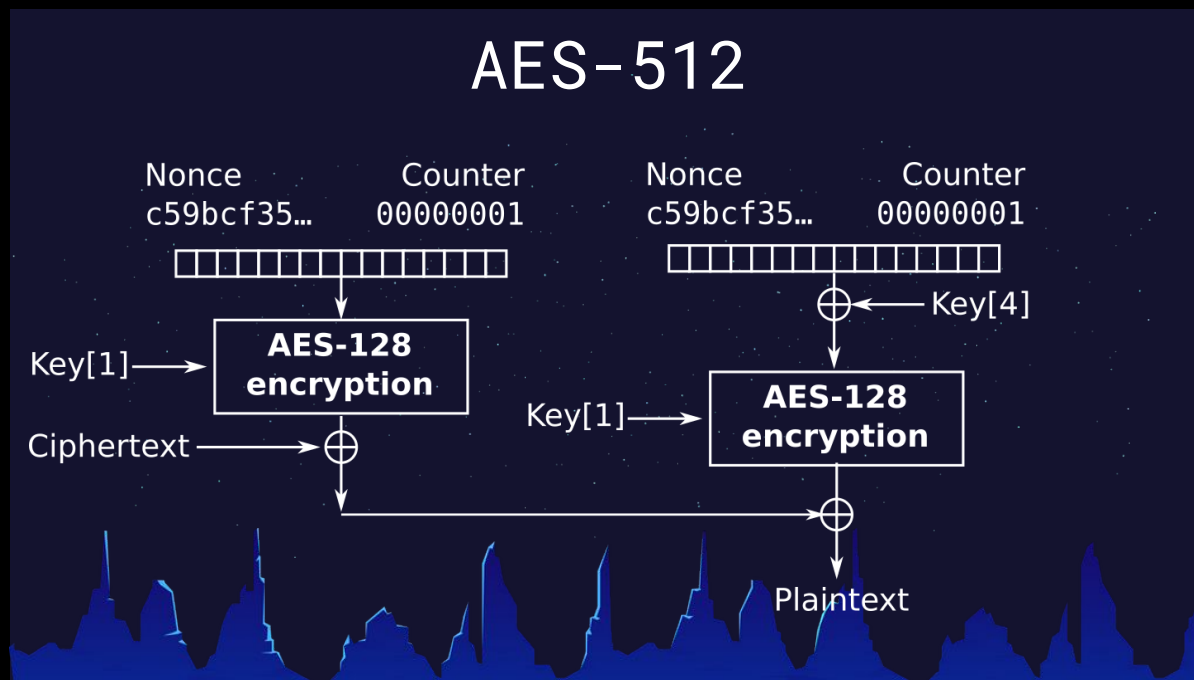 AES-512
Nonce Counter
c59bcf35… 00000001
Nonce Counter
c59bcf35… 00000001
Key[4]
Key[1]
AES-128
encryption
Key[1]
AES-128
encryption
Ciphertext
Plaintext